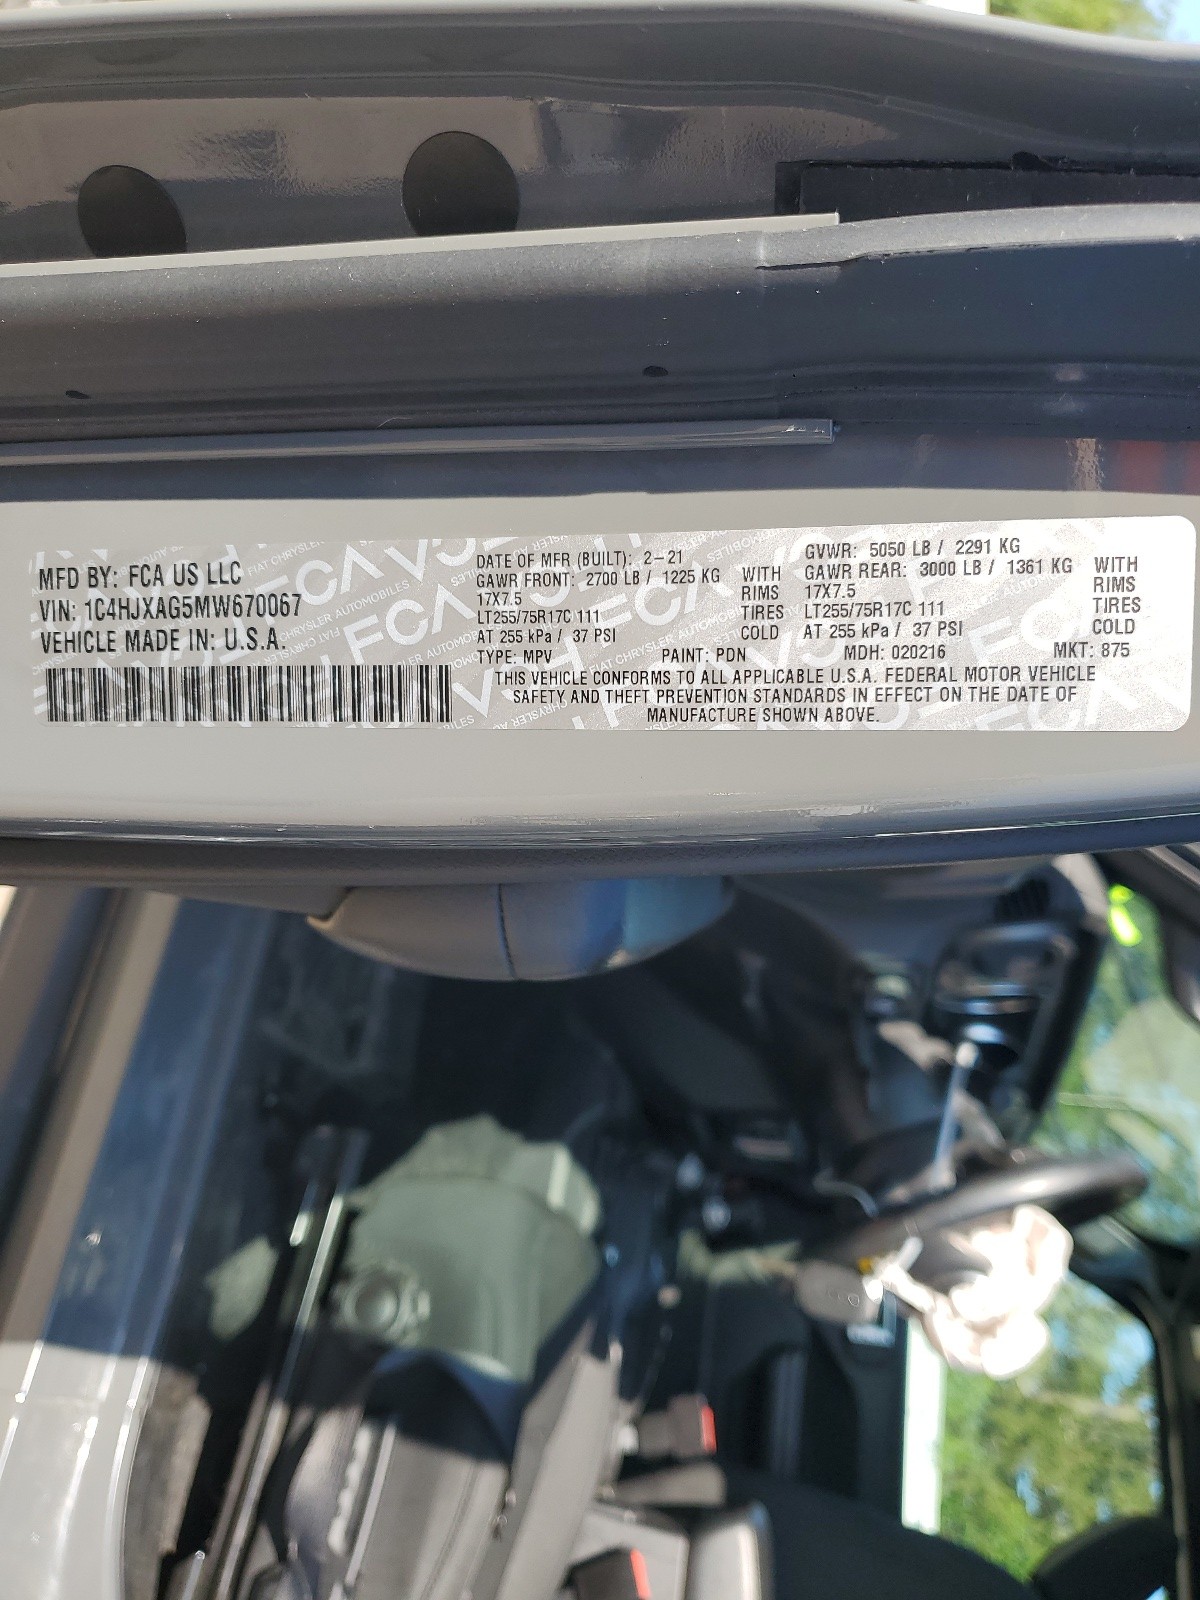 MFD BY: FCA US LLC
VIN: 1C4HJXAG5MW670067
VEHICLE MADE IN: U.S.A.
DATE OF MFR (BUILT): 2-21
GAWR FRONT: 2700 LB / 1225 KG WITH
17X7.5 RIMS
LT255/75R17C 111 TIRES
AT 255 kPa / 37 PSI COLD
GVWR: 5050 LB / 2291 KG
GAWR REAR: 3000 LB / 1361 KG WITH
17X7.5 RIMS
LT255/75R17C 111 TIRES
AT 255 kPa / 37 PSI COLD
TYPE: MPV PAINT: PDN MDH: 020216 MKT: 875
THIS VEHICLE CONFORMS TO ALL APPLICABLE U.S.A. FEDERAL MOTOR VEHICLE
SAFETY AND THEFT PREVENTION STANDARDS IN EFFECT ON THE DATE OF
MANUFACTURE SHOWN ABOVE.